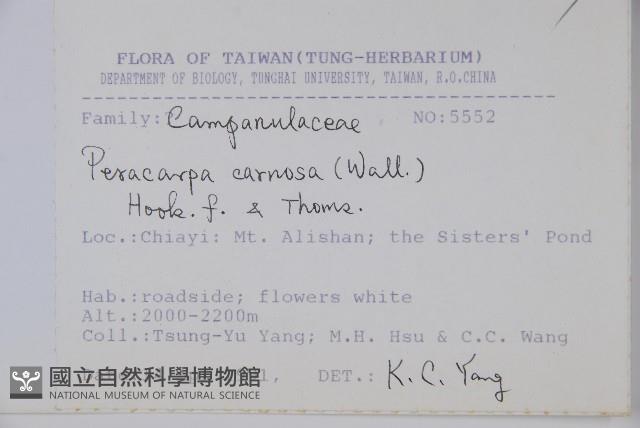 FLORA OF TAIWAN(TUNG-HERBARIUM)
DEPARTMENT OF BIOLOGY, TUNGHAI UNIVERSITY, TAIWAN, R.O.CHINA
Family: Campanulaceae NO:5552
Peracarpa carnosa (Wall.)
Hook. f. & Thoms.
Loc.:Chiayi: Mt. Alishan; the Sisters' Pond
Hab.:roadside; flowers white
Alt.:2000-2200m
Coll.:Tsung-Yu Yang; M.H. Hsu & C.C. Wang
DET.: K. C. Yang
國立自然科學博物館
NATIONAL MUSEUM OF NATURAL SCIENCE